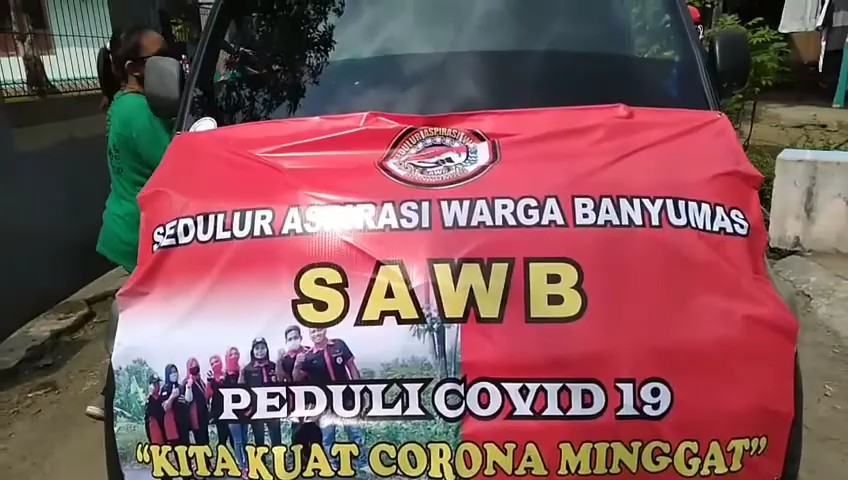 SEDULUR ASPIRASI WARGA BANYUMAS
SAWB
PEDULI COVID 19
"KITA KUAT CORONA MINGGAT"